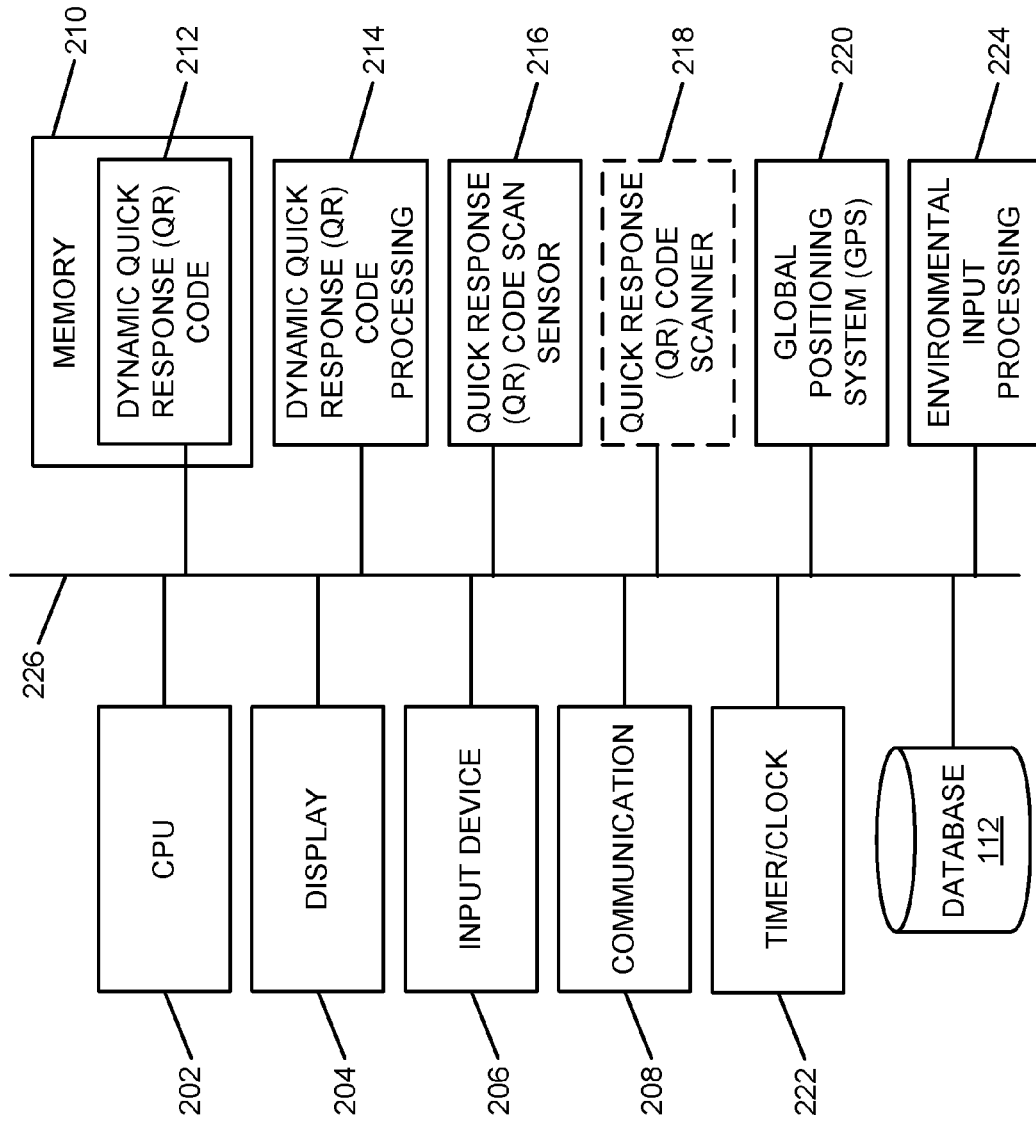 226
202
CPU
204
DISPLAY
206
INPUT DEVICE
208
COMMUNICATION
222
TIMER/CLOCK
DATABASE
112
210
MEMORY
212
DYNAMIC QUICK
RESPONSE (QR)
CODE
214
DYNAMIC QUICK
RESPONSE (QR)
CODE
PROCESSING
216
QUICK RESPONSE
(QR) CODE SCAN
SENSOR
218
QUICK RESPONSE
(QR) CODE
SCANNER
220
GLOBAL
POSITIONING
SYSTEM (GPS)
224
ENVIRONMENTAL
INPUT
PROCESSING